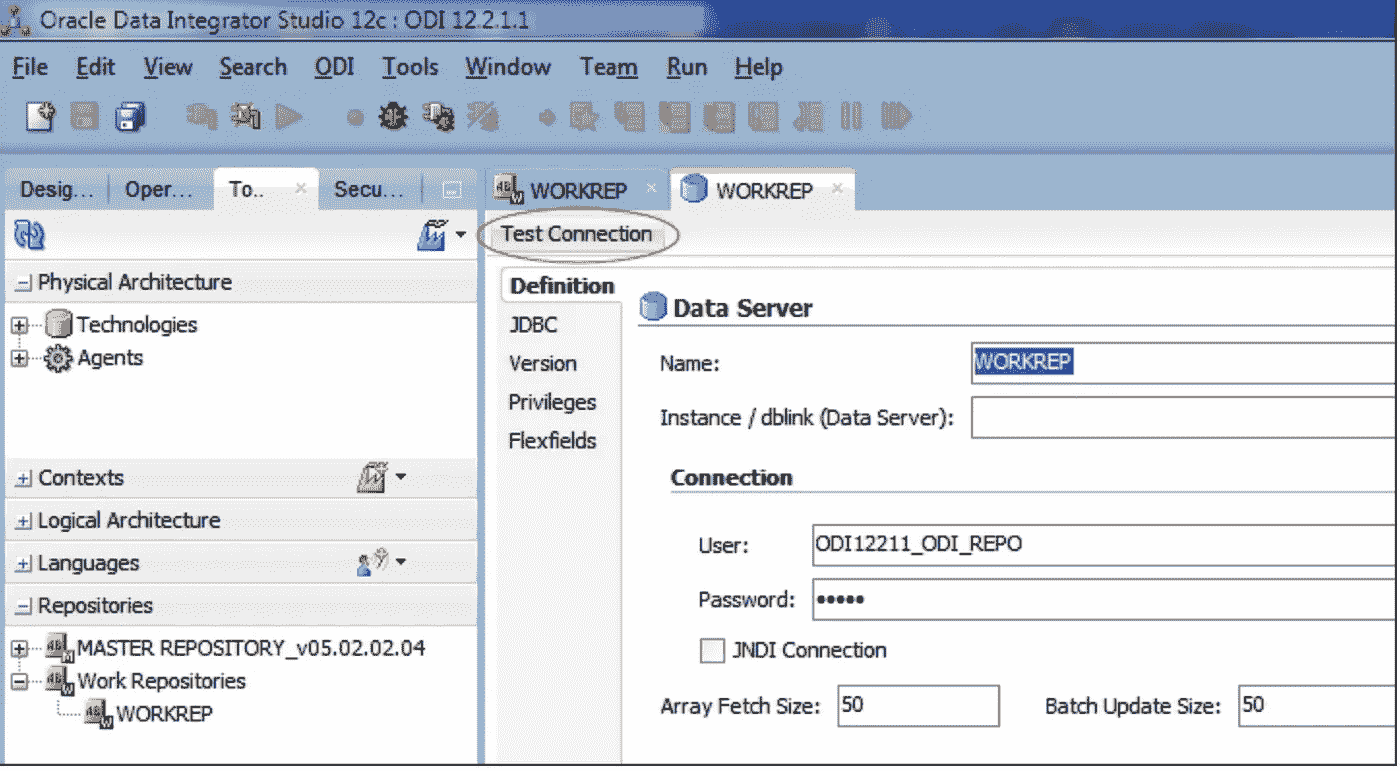 Oracle Data Integrator Studio 12c : ODI 12.2.1.1
File Edit View Search ODI Tools Window Team Run Help
Desig... Oper... To.. Secu... WORKREP WORKREP
Test Connection
Physical Architecture
Technologies
Agents
Contexts
Logical Architecture
Languages
Repositories
MASTER REPOSITORY_v05.02.02.04
Work Repositories
WORKREP
Definition
JDBC
Version
Privileges
Flexfields
Data Server
Name: WORKREP
Instance / dblink (Data Server):
Connection
User: ODI12211_ODI_REPO
Password: •••••
JNDI Connection
Array Fetch Size: 50 Batch Update Size: 50